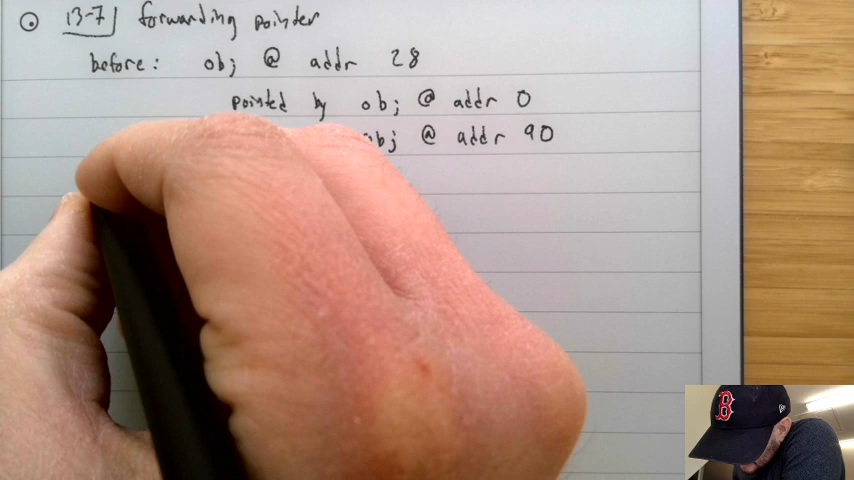 ⊙ 13-7 forwarding pointer
before: obj @ addr 28
pointed by obj @ addr 0
obj @ addr 90
B